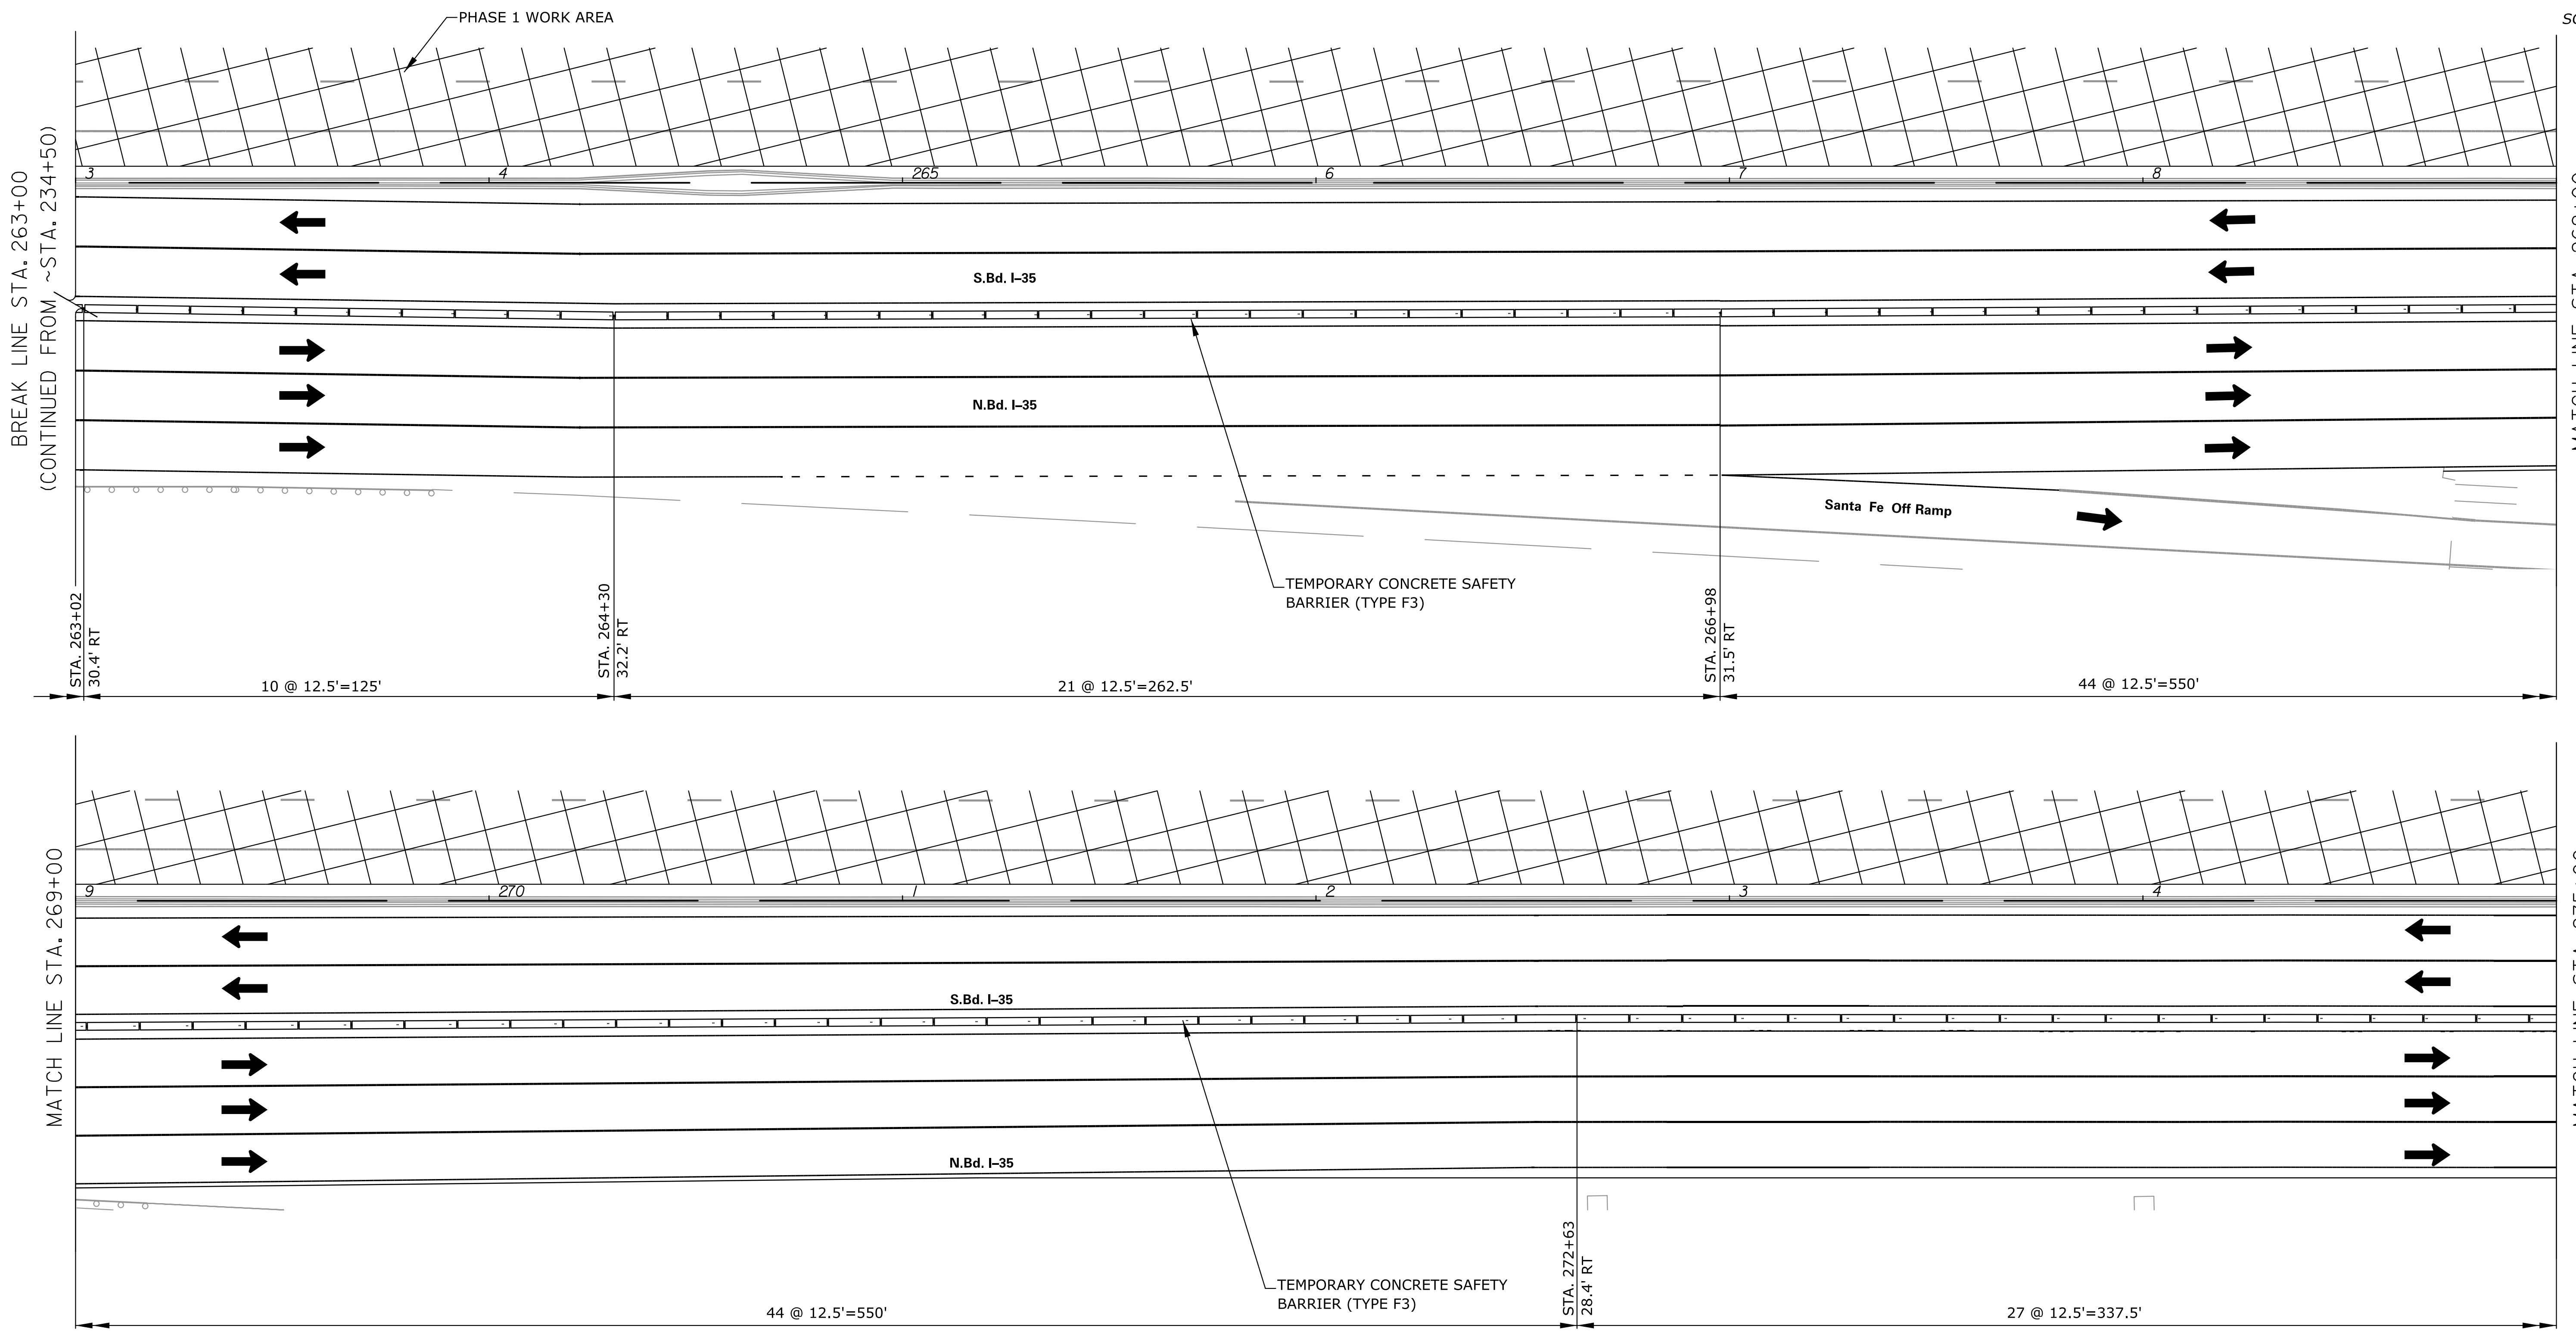 PHASE 1 WORK AREA
BREAK LINE STA. 263+00
(CONTINUED FROM ~STA. 234+50)
3
4
265
6
7
8
S.Bd. I-35
N.Bd. I-35
Santa Fe Off Ramp
TEMPORARY CONCRETE SAFETY
BARRIER (TYPE F3)
STA. 263+02
30.4' RT
STA. 264+30
32.2' RT
STA. 266+98
31.5' RT
10 @ 12.5'=125'
21 @ 12.5'=262.5'
44 @ 12.5'=550'
MATCH LINE STA. 269+00
9
270
1
2
3
4
S.Bd. I-35
N.Bd. I-35
TEMPORARY CONCRETE SAFETY
BARRIER (TYPE F3)
STA. 272+63
28.4' RT
44 @ 12.5'=550'
27 @ 12.5'=337.5'